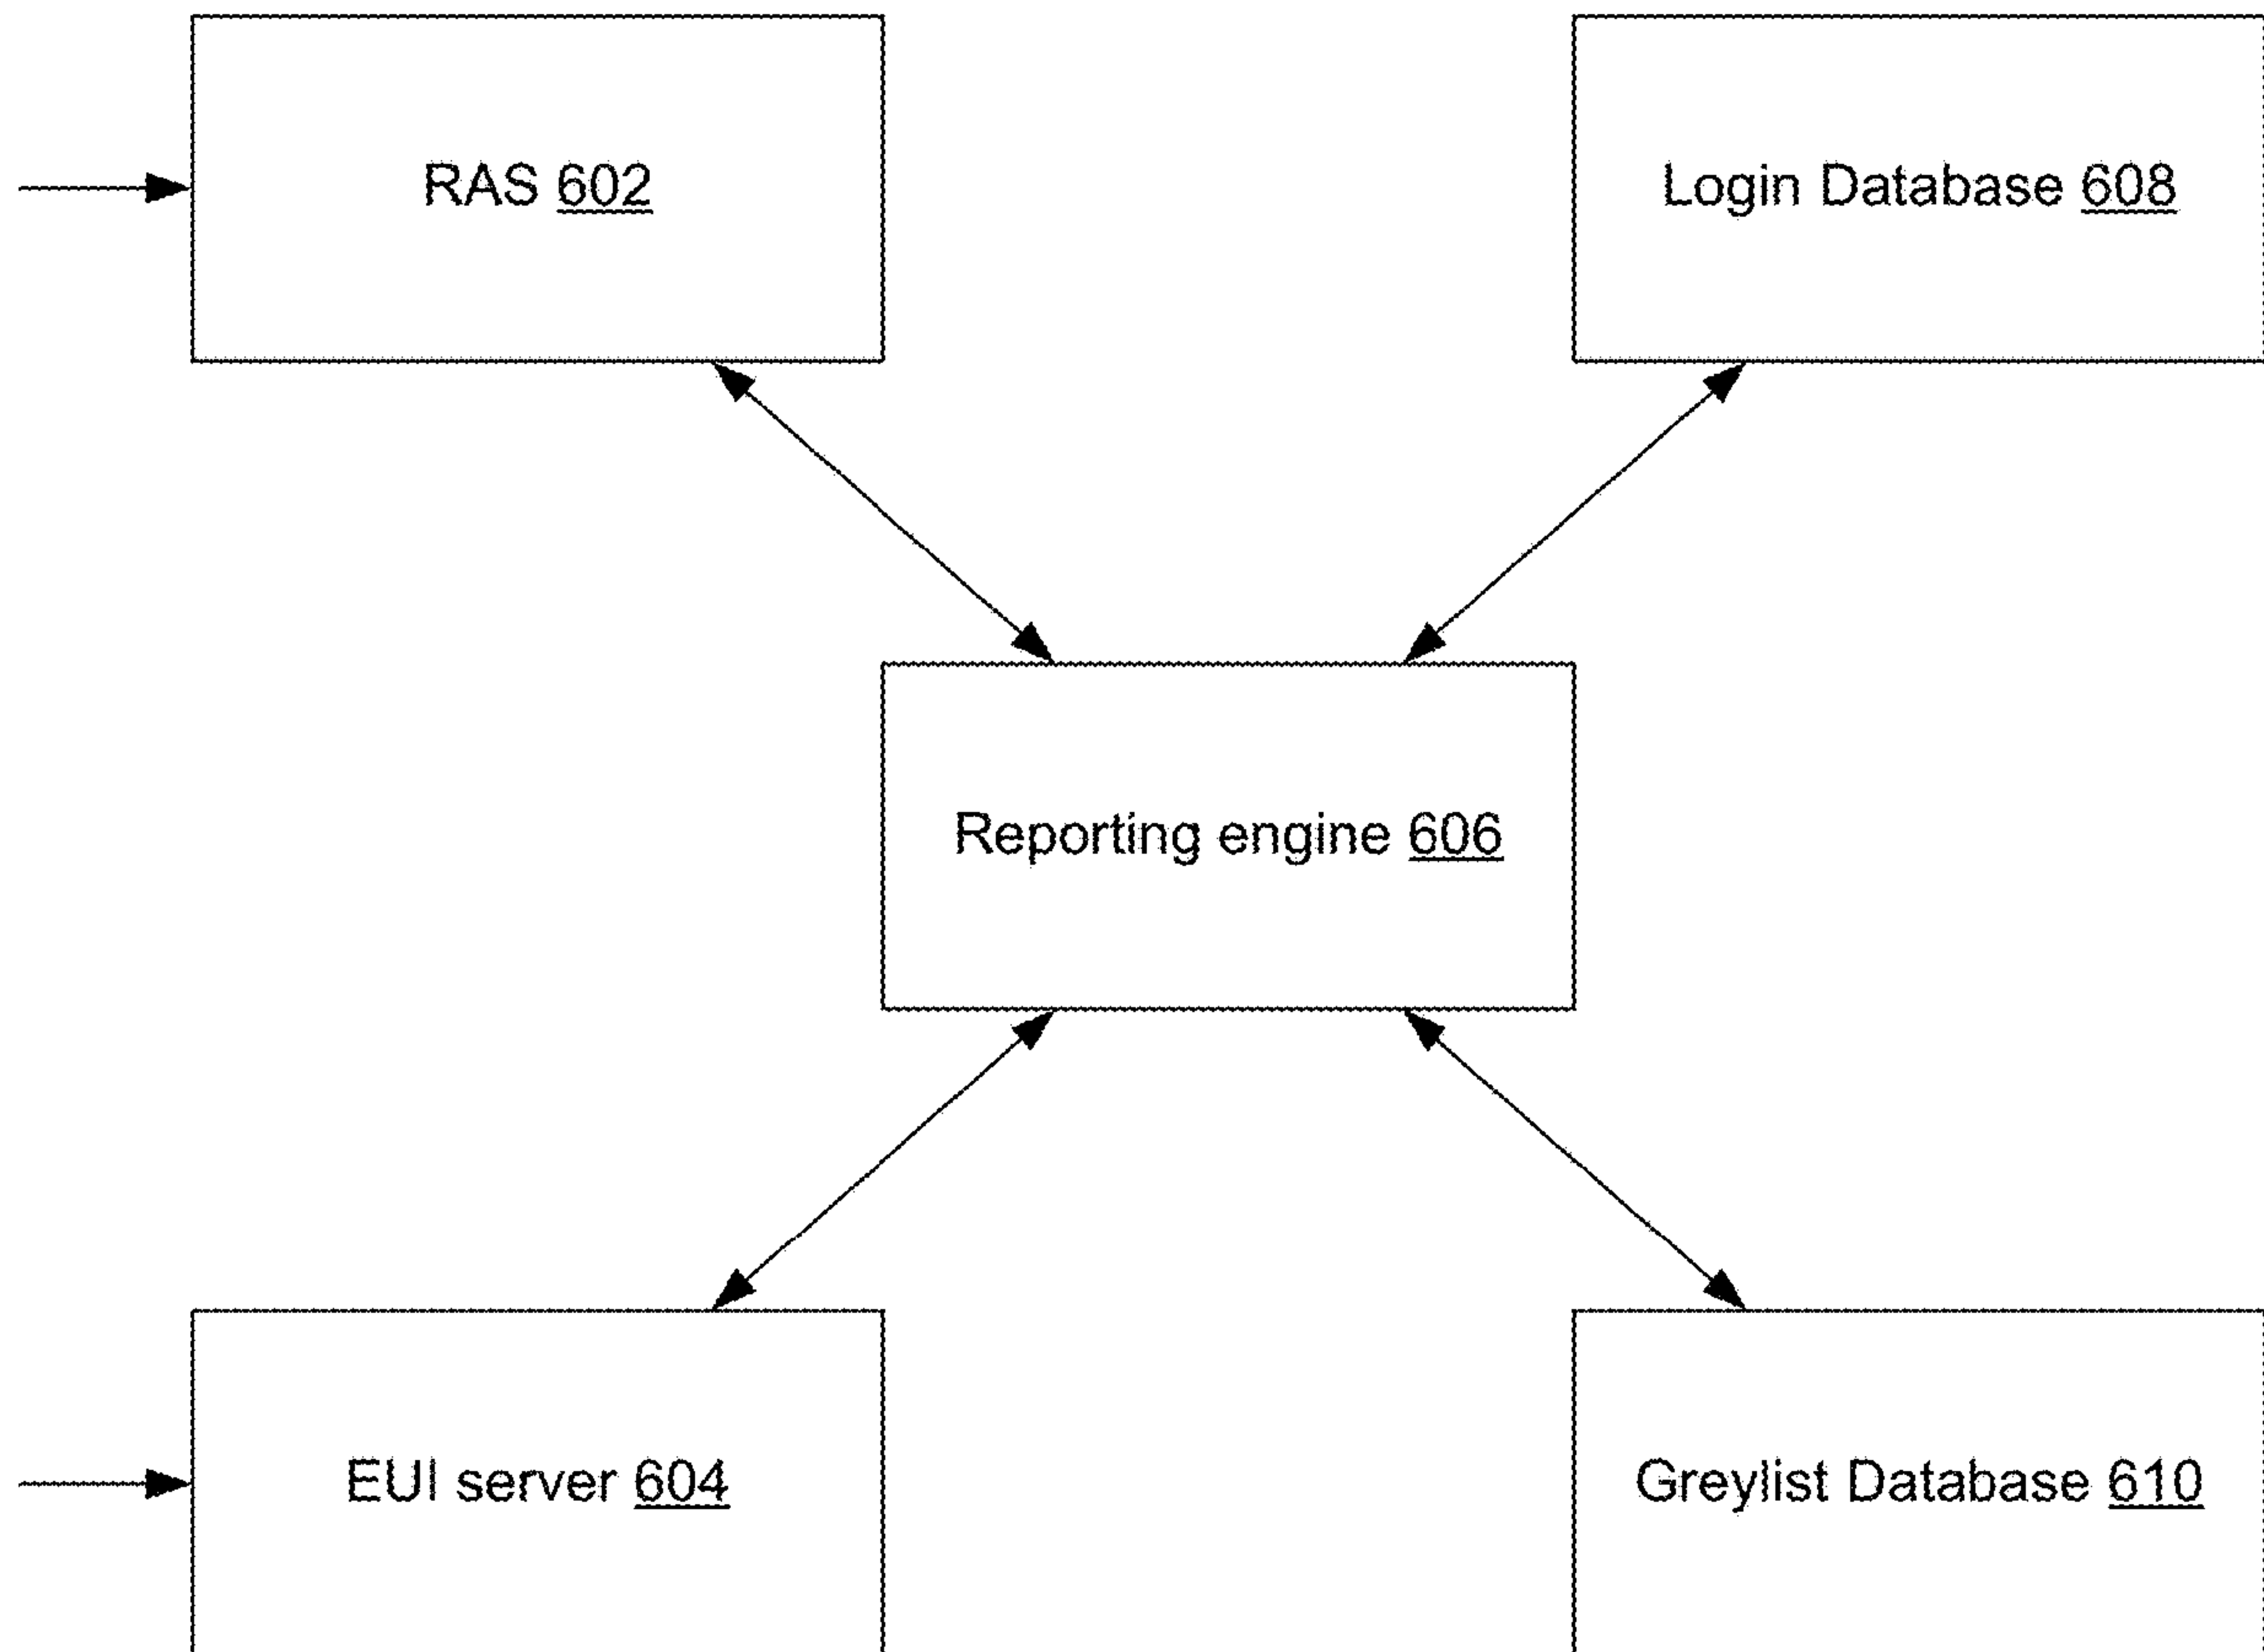 RAS 602
Login Database 608
Reporting engine 606
EUI server 604
Greylist Database 610